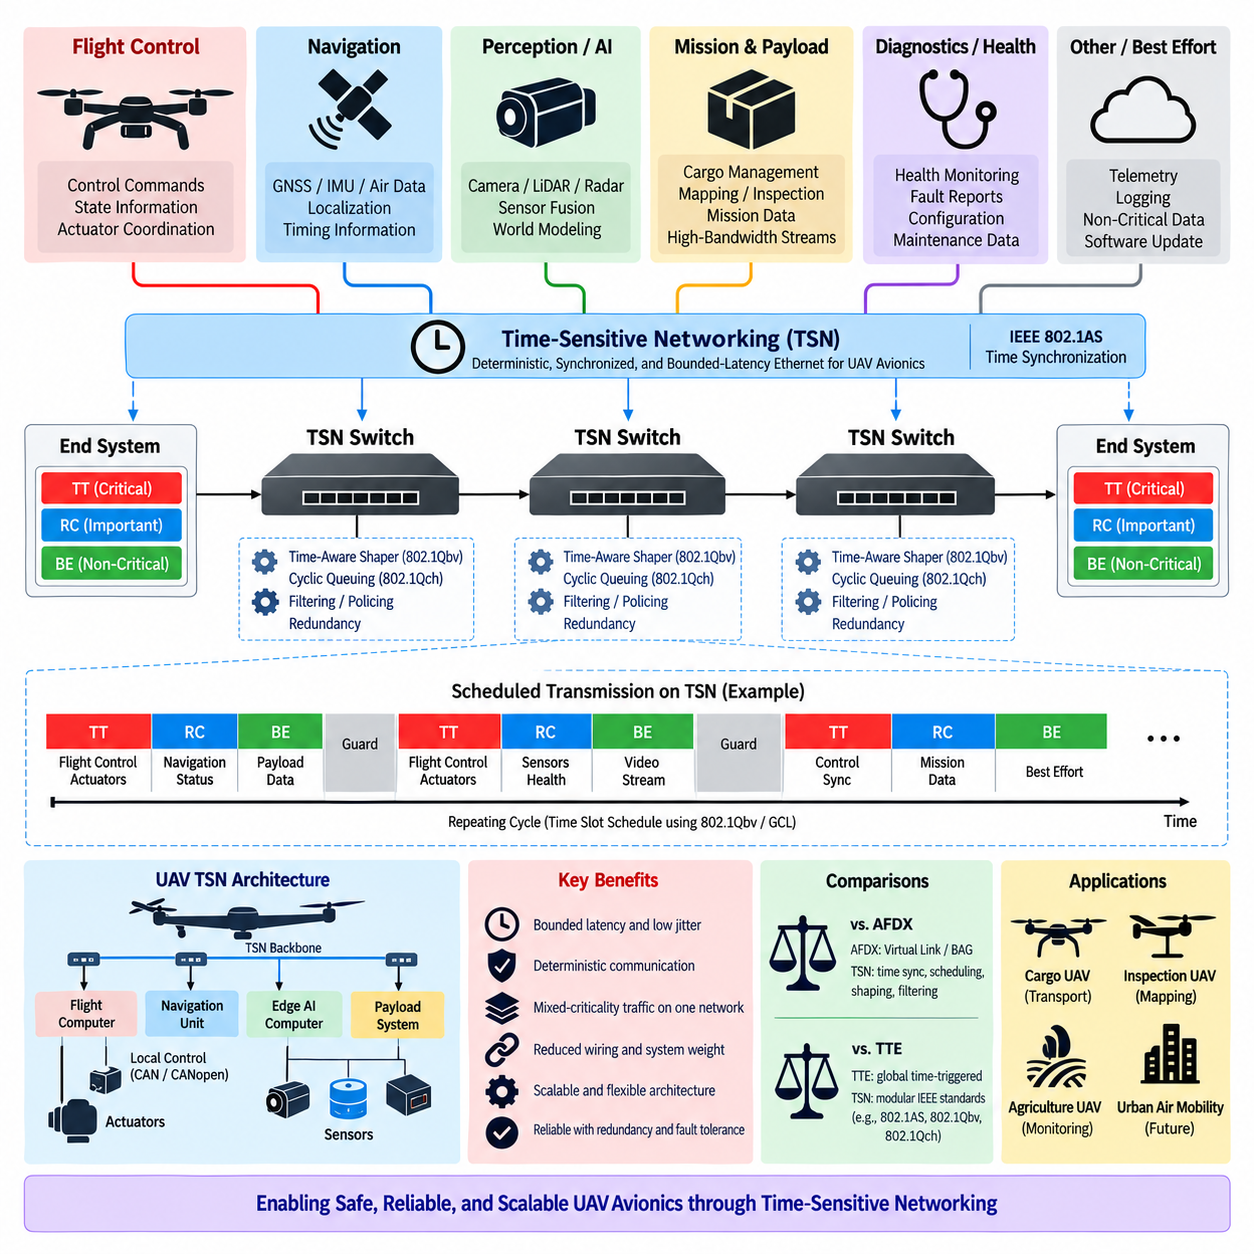 Flight Control
Control Commands
State Information
Actuator Coordination
Navigation
GNSS / IMU / Air Data
Localization
Timing Information
Perception / AI
Camera / LiDAR / Radar
Sensor Fusion
World Modeling
Mission & Payload
Cargo Management
Mapping / Inspection
Mission Data
High-Bandwidth Streams
Diagnostics / Health
Health Monitoring
Fault Reports
Configuration
Maintenance Data
Other / Best Effort
Telemetry
Logging
Non-Critical Data
Software Update
Time-Sensitive Networking (TSN)
Deterministic, Synchronized, and Bounded-Latency Ethernet for UAV Avionics
IEEE 802.1AS
Time Synchronization
End System
TT (Critical)
RC (Important)
BE (Non-Critical)
TSN Switch
Time-Aware Shaper (802.1Qbv)
Cyclic Queuing (802.1Qch)
Filtering / Policing
Redundancy
TSN Switch
Time-Aware Shaper (802.1Qbv)
Cyclic Queuing (802.1Qch)
Filtering / Policing
Redundancy
TSN Switch
Time-Aware Shaper (802.1Qbv)
Cyclic Queuing (802.1Qch)
Filtering / Policing
Redundancy
End System
TT (Critical)
RC (Important)
BE (Non-Critical)
Scheduled Transmission on TSN (Example)
TT
Flight Control
Actuators
RC
Navigation
Status
BE
Payload
Data
Guard
TT
Flight Control
Actuators
RC
Sensors
Health
BE
Video
Stream
Guard
TT
Control
Sync
RC
Mission
Data
BE
Best Effort
...
Repeating Cycle (Time Slot Schedule using 802.1Qbv / GCL)
Time
UAV TSN Architecture
TSN Backbone
Flight
Computer
Navigation
Unit
Edge AI
Computer
Payload
System
Local Control
(CAN / CANopen)
Actuators
Sensors
Key Benefits
Bounded latency and low jitter
Deterministic communication
Mixed-criticality traffic on one network
Reduced wiring and system weight
Scalable and flexible architecture
Reliable with redundancy and fault tolerance
Comparisons
vs. AFDX
AFDX: Virtual Link / BAG
TSN: time sync, scheduling,
shaping, filtering
vs. TTE
TTE: global time-triggered
TSN: modular IEEE standards
(e.g., 802.1AS, 802.1Qbv,
802.1Qch)
Applications
Cargo UAV
(Transport)
Inspection UAV
(Mapping)
Agriculture UAV
(Monitoring)
Urban Air Mobility
(Future)
Enabling Safe, Reliable, and Scalable UAV Avionics through Time-Sensitive Networking